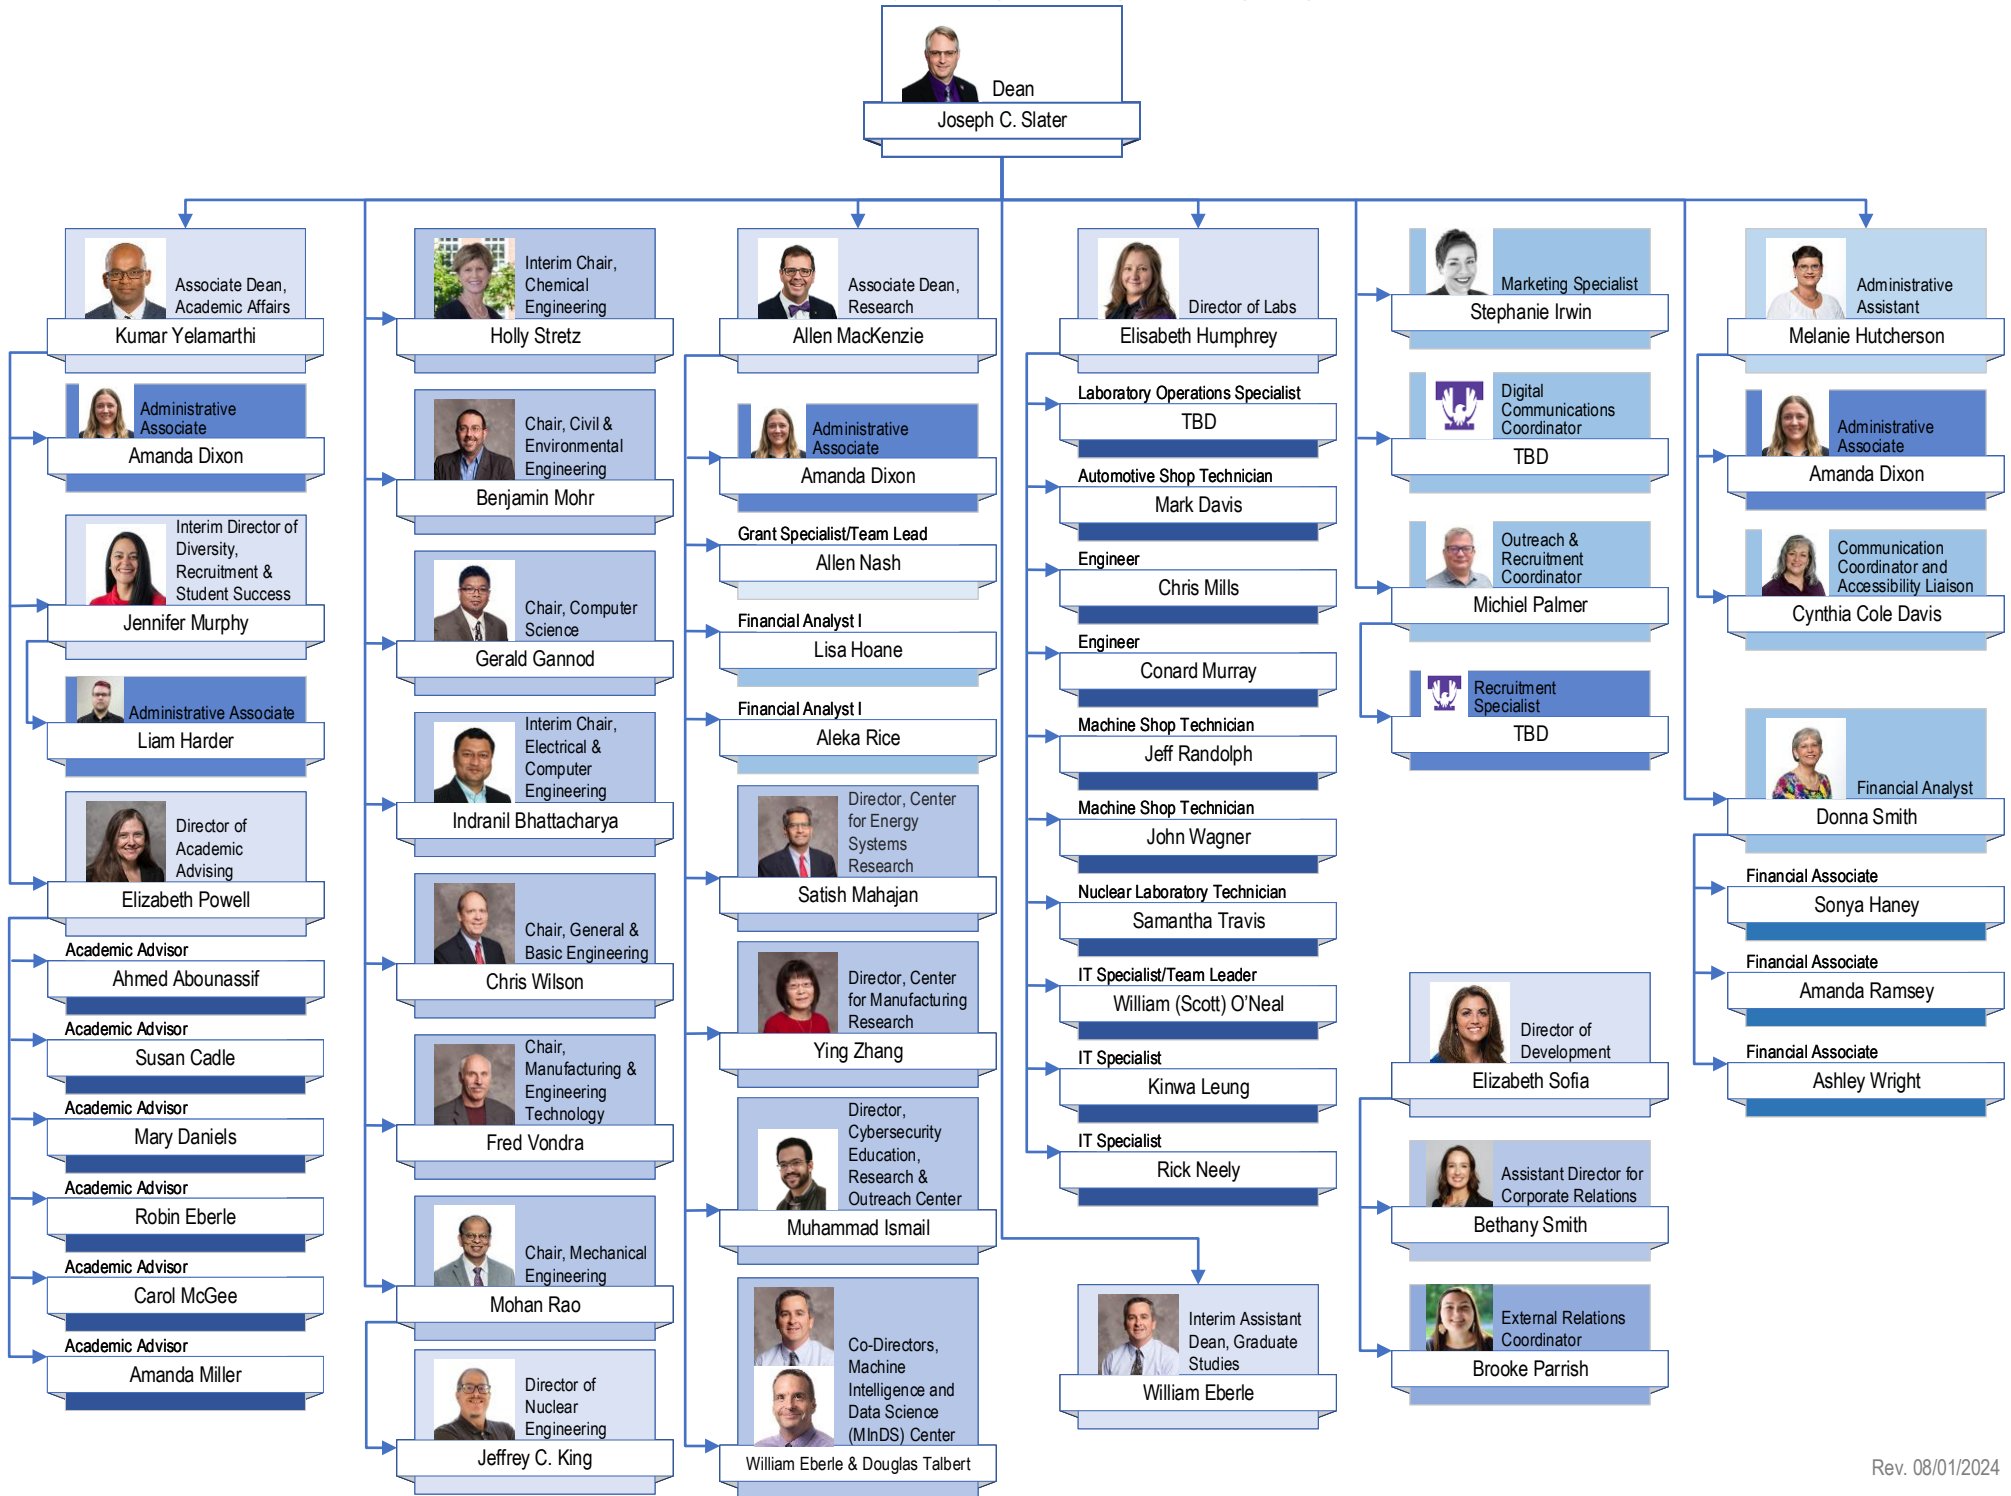 Dean
Joseph C. Slater
Associate Dean,
Academic Affairs
Kumar Yelamarthi
Administrative
Associate
Amanda Dixon
Interim Director of
Diversity,
Recruitment &
Student Success
Jennifer Murphy
Administrative Associate
Liam Harder
Director of
Academic
Advising
Elizabeth Powell
Academic Advisor
Ahmed Abounassif
Academic Advisor
Susan Cadle
Academic Advisor
Mary Daniels
Academic Advisor
Robin Eberle
Academic Advisor
Carol McGee
Academic Advisor
Amanda Miller
Interim Chair,
Chemical
Engineering
Holly Stretz
Chair, Civil &
Environmental
Engineering
Benjamin Mohr
Chair, Computer
Science
Gerald Gannod
Interim Chair,
Electrical &
Computer
Engineering
Indranil Bhattacharya
Chair, General &
Basic Engineering
Chris Wilson
Chair,
Manufacturing &
Engineering
Technology
Fred Vondra
Chair, Mechanical
Engineering
Mohan Rao
Director of
Nuclear
Engineering
Jeffrey C. King
Associate Dean,
Research
Allen MacKenzie
Administrative
Associate
Amanda Dixon
Grant Specialist/Team Lead
Allen Nash
Financial Analyst I
Lisa Hoane
Financial Analyst I
Aleka Rice
Director, Center
for Energy
Systems
Research
Satish Mahajan
Director, Center
for Manufacturing
Research
Ying Zhang
Director,
Cybersecurity
Education,
Research &
Outreach Center
Muhammad Ismail
Co-Directors,
Machine
Intelligence and
Data Science
(MInDS) Center
William Eberle & Douglas Talbert
Director of Labs
Elisabeth Humphrey
Laboratory Operations Specialist
TBD
Automotive Shop Technician
Mark Davis
Engineer
Chris Mills
Engineer
Conard Murray
Machine Shop Technician
Jeff Randolph
Machine Shop Technician
John Wagner
Nuclear Laboratory Technician
Samantha Travis
IT Specialist/Team Leader
William (Scott) O’Neal
IT Specialist
Kinwa Leung
IT Specialist
Rick Neely
Interim Assistant
Dean, Graduate
Studies
William Eberle
Marketing Specialist
Stephanie Irwin
Digital
Communications
Coordinator
TBD
Outreach &
Recruitment
Coordinator
Michiel Palmer
Recruitment
Specialist
TBD
Director of
Development
Elizabeth Sofia
Assistant Director for
Corporate Relations
Bethany Smith
External Relations
Coordinator
Brooke Parrish
Administrative
Assistant
Melanie Hutcherson
Administrative
Associate
Amanda Dixon
Communication
Coordinator and
Accessibility Liaison
Cynthia Cole Davis
Financial Analyst
Donna Smith
Financial Associate
Sonya Haney
Financial Associate
Amanda Ramsey
Financial Associate
Ashley Wright
Rev. 08/01/2024